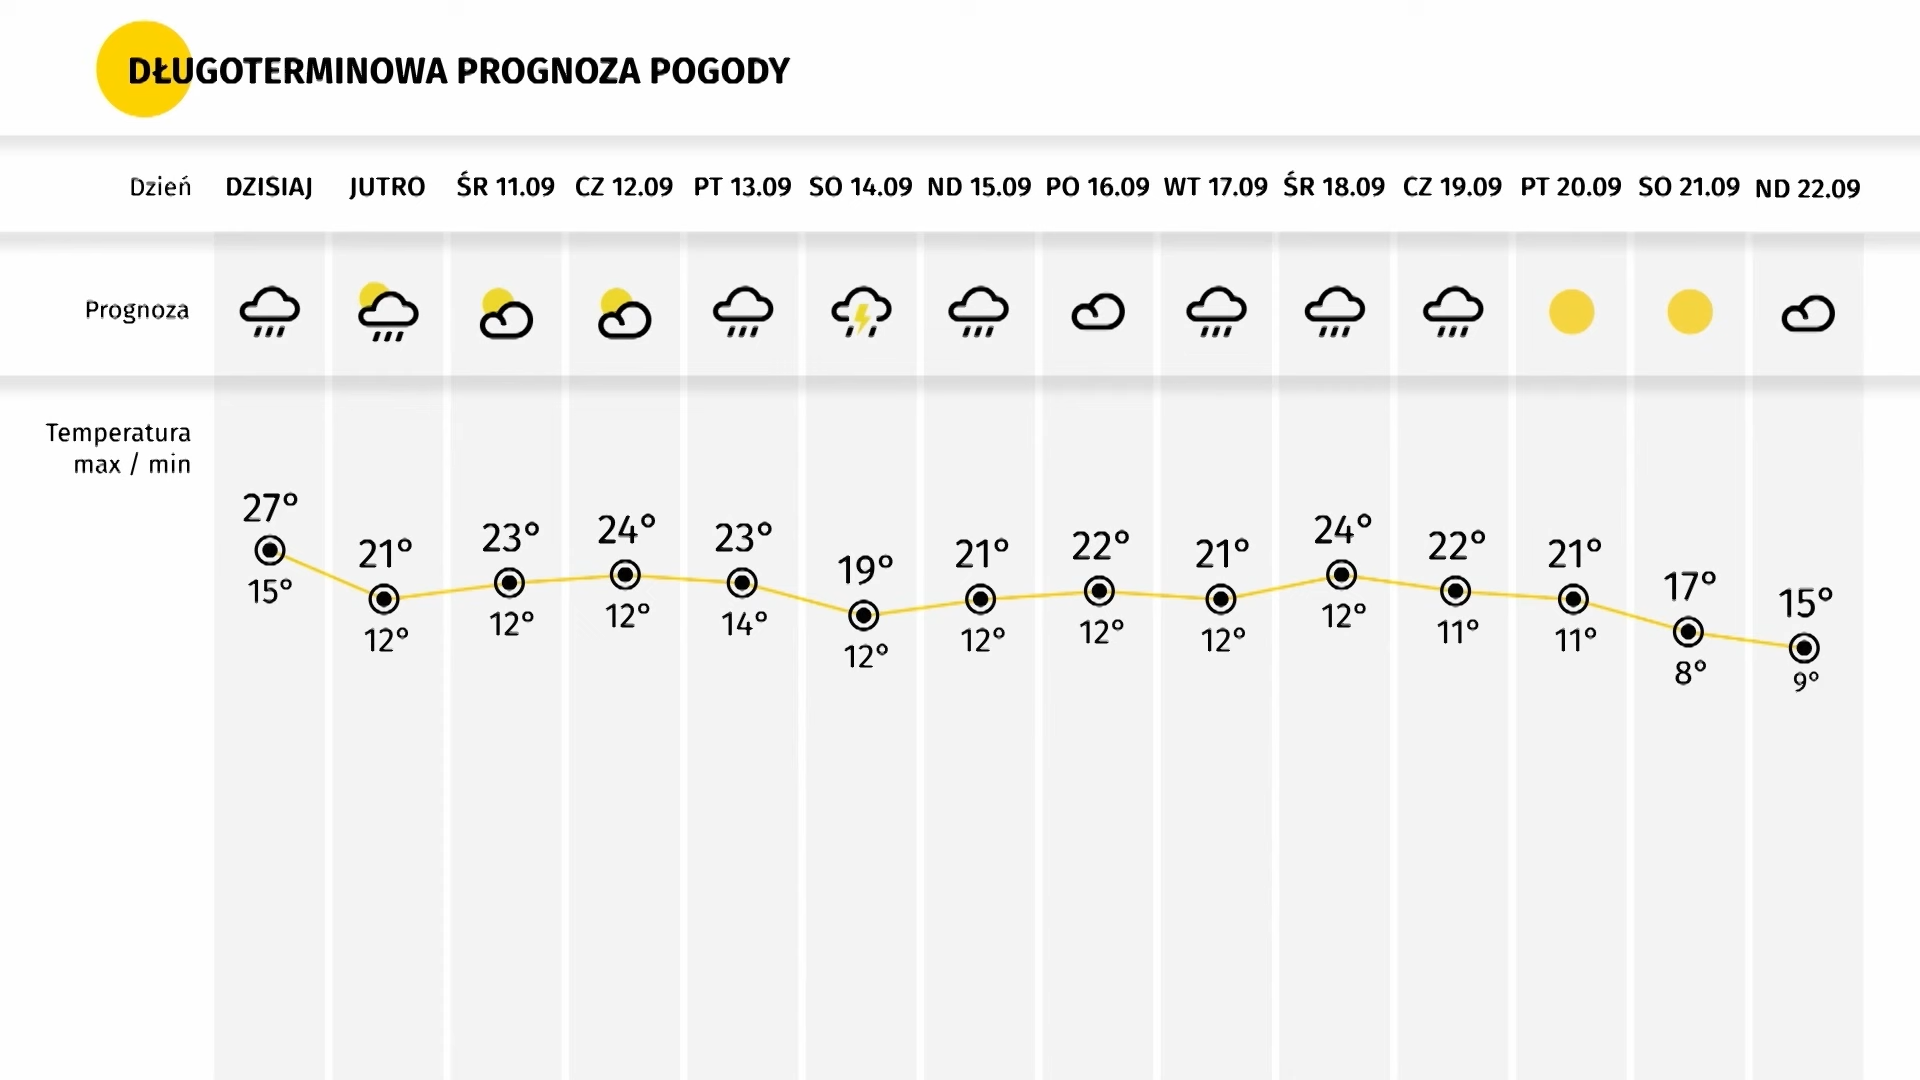 DŁUGOTERMINOWA PROGNOZA POGODY
Dzień DZISIAJ JUTRO ŚR 11.09 CZ 12.09 PT 13.09 SO 14.09 ND 15.09 PO 16.09 WT 17.09 ŚR 18.09 CZ 19.09 PT 20.09 SO 21.09 ND 22.09
Prognoza
Temperatura
max / min
27° 21° 23° 24° 23° 19° 21° 22° 21° 24° 22° 21° 17° 15°
15° 12° 12° 12° 14° 12° 12° 12° 12° 12° 11° 11° 8° 9°